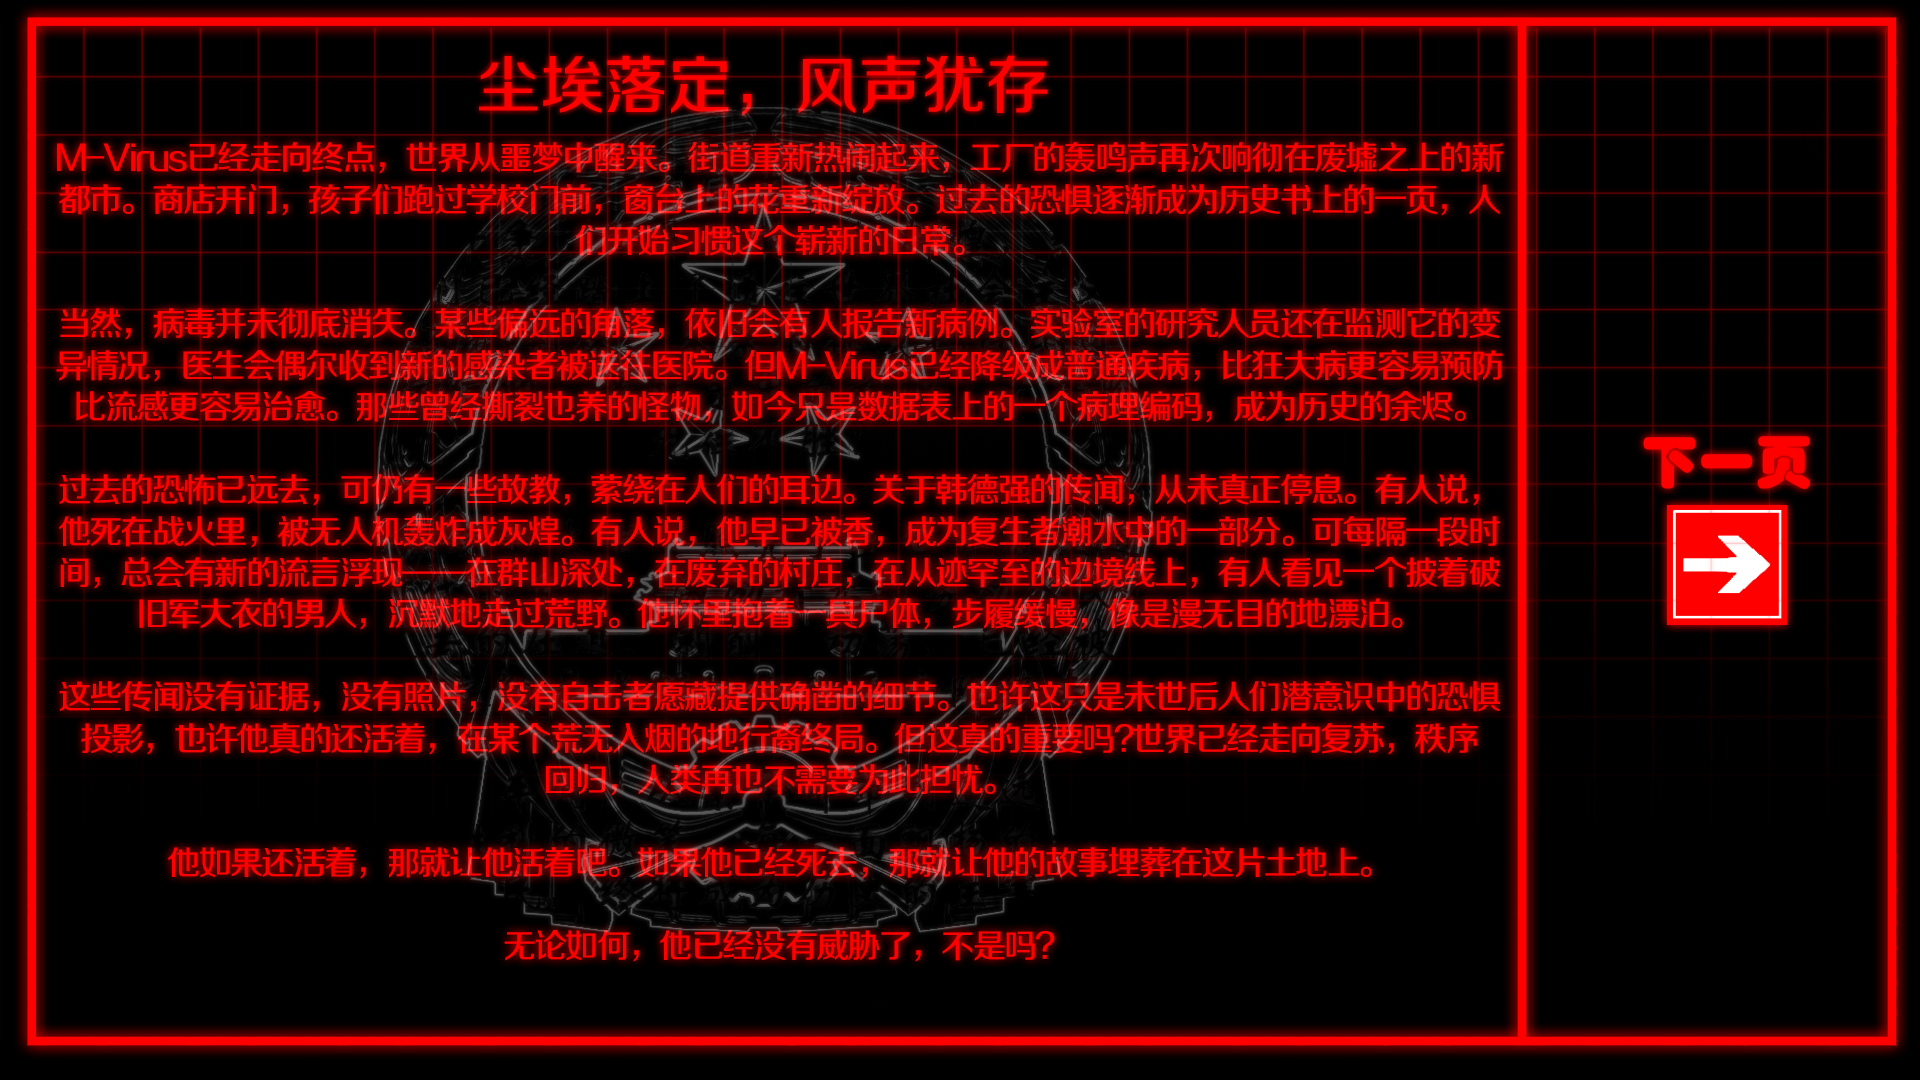 尘埃落定，风声犹存
M-Virus已经走向终点，世界从噩梦中醒来。街道重新热闹起来，工厂的轰鸣声再次响彻在废墟之上的新
都市。商店开门，孩子们跑过学校门前，窗台上的花重新绽放。过去的恐惧逐渐成为历史书上的一页，人
们开始习惯这个崭新的日常。
当然，病毒并未彻底消失。某些偏远的角落，依旧会有人报告新病例。实验室的研究人员还在监测它的变
异情况，医生会偶尔收到新的感染者被送往医院。但M-Virus已经降级成普通疾病，比狂犬病更容易预防
比流感更容易治愈。那些曾经撕裂世界的怪物，如今只是数据表上的一个病理编码，成为历史的余烬。
过去的恐怖已远去，可仍有一些故教，萦绕在人们的耳边。关于韩德强的传闻，从未真正停息。有人说，
他死在战火里，被无人机轰炸成灰煌。有人说，他早已被香，成为复生者潮水中的一部分。可每隔一段时
间，总会有新的流言浮现——在群山深处，在废弃的村庄，在从迹罕至的边境线上，有人看见一个披着破
旧军大衣的男人，沉默地走过荒野。他怀里抱着一具尸体，步履缓慢，像是漫无目的地漂泊。
这些传闻没有证据，没有照片，没有自击者愿藏提供确凿的细节。也许这只是末世后人们潜意识中的恐惧
投影，也许他真的还活着，在某个荒无人烟的地行裔终局。但这真的重要吗?世界已经走向复苏，秩序
回归，人类再也不需要为此担忧。
他如果还活着，那就让他活着吧。如果他已经死去，那就让他的故事埋葬在这片土地上。
无论如何，他已经没有威胁了，不是吗?
下一页